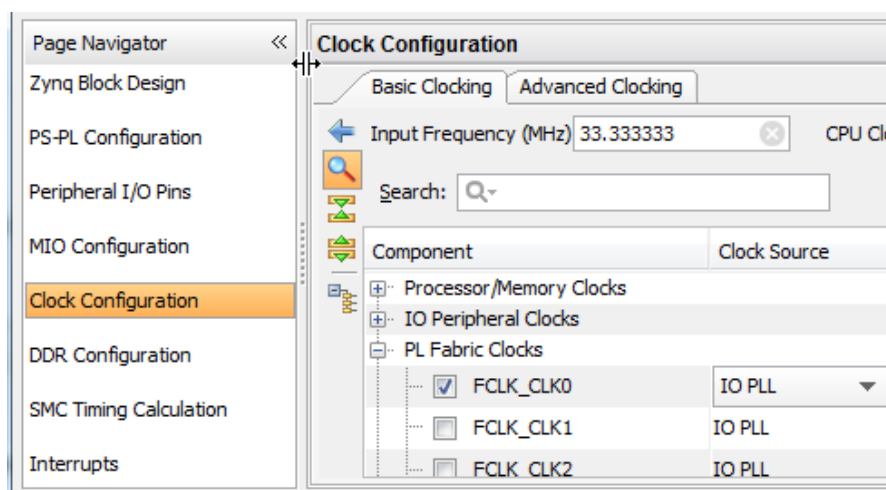 Page Navigator «
Zynq Block Design
PS-PL Configuration
Peripheral I/O Pins
MIO Configuration
Clock Configuration
DDR Configuration
SMC Timing Calculation
Interrupts
Clock Configuration
Basic Clocking Advanced Clocking
Input Frequency (MHz) 33.333333 CPU Cl
Search:
Component Clock Source
Processor/Memory Clocks
IO Peripheral Clocks
PL Fabric Clocks
FCLK_CLK0 IO PLL
FCLK_CLK1 IO PLL
FCLK_CLK2 IO PLL